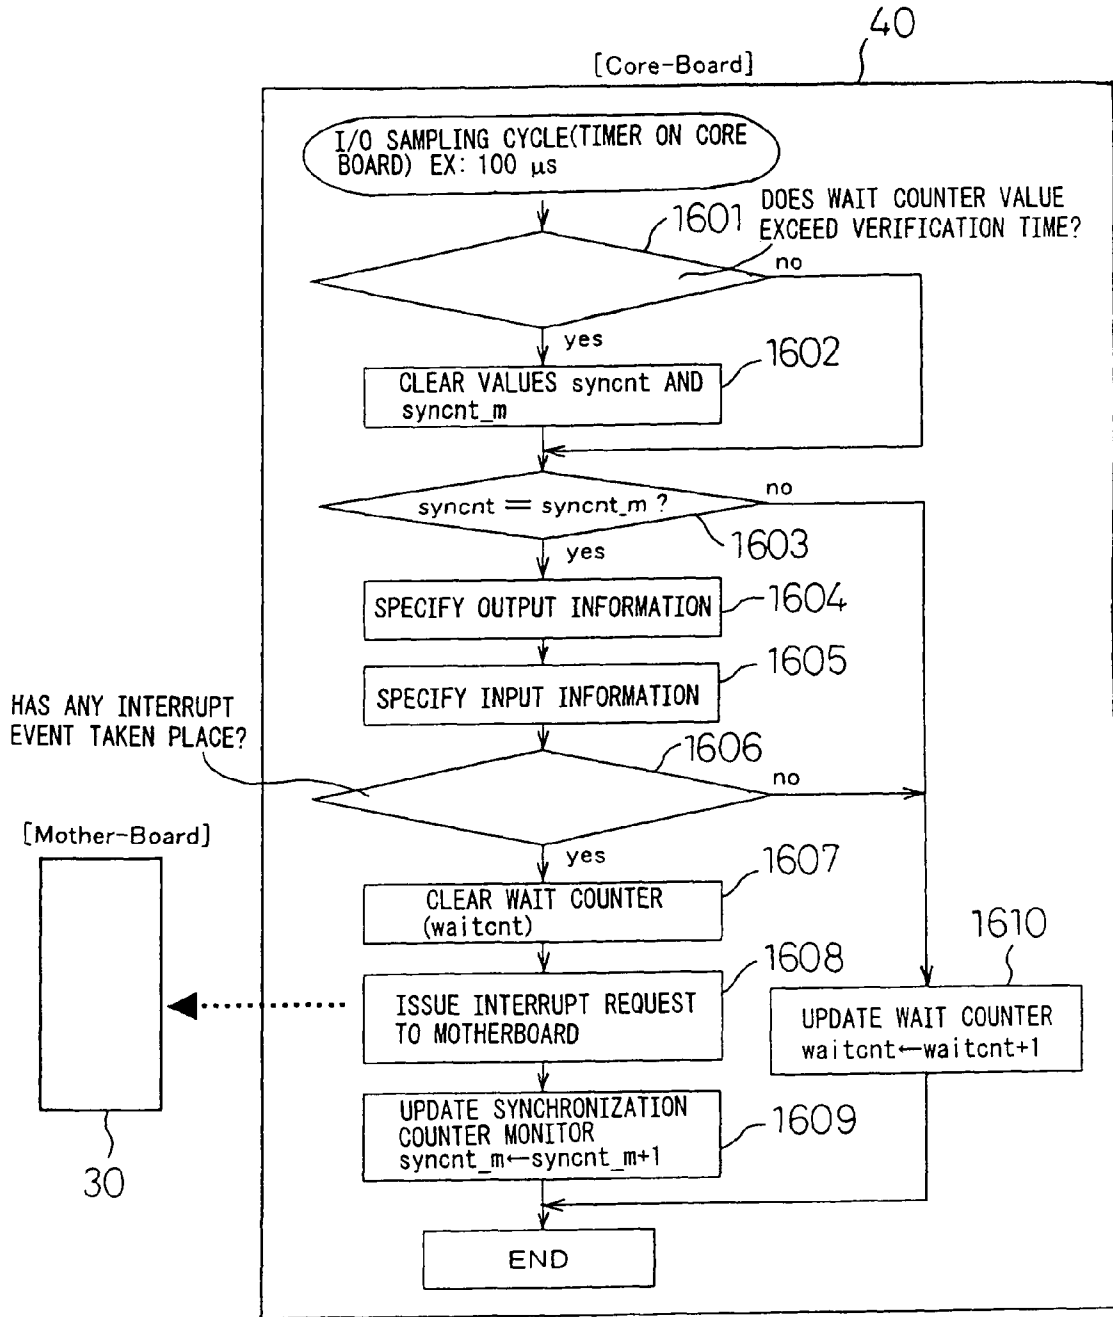 40
[Core-Board]
I/O SAMPLING CYCLE(TIMER ON CORE
BOARD) EX: 100 μs
1601
DOES WAIT COUNTER VALUE
EXCEED VERIFICATION TIME?
no
yes
1602
CLEAR VALUES syncnt AND
syncnt_m
syncnt = syncnt_m ?
no
1603
yes
SPECIFY OUTPUT INFORMATION
1604
1605
SPECIFY INPUT INFORMATION
HAS ANY INTERRUPT
EVENT TAKEN PLACE?
1606
no
[Mother-Board]
yes
1607
CLEAR WAIT COUNTER
(waitcnt)
1608
ISSUE INTERRUPT REQUEST
TO MOTHERBOARD
1610
UPDATE WAIT COUNTER
waitcnt←waitcnt+1
UPDATE SYNCHRONIZATION
COUNTER MONITOR
syncnt_m←syncnt_m+1
1609
30
END